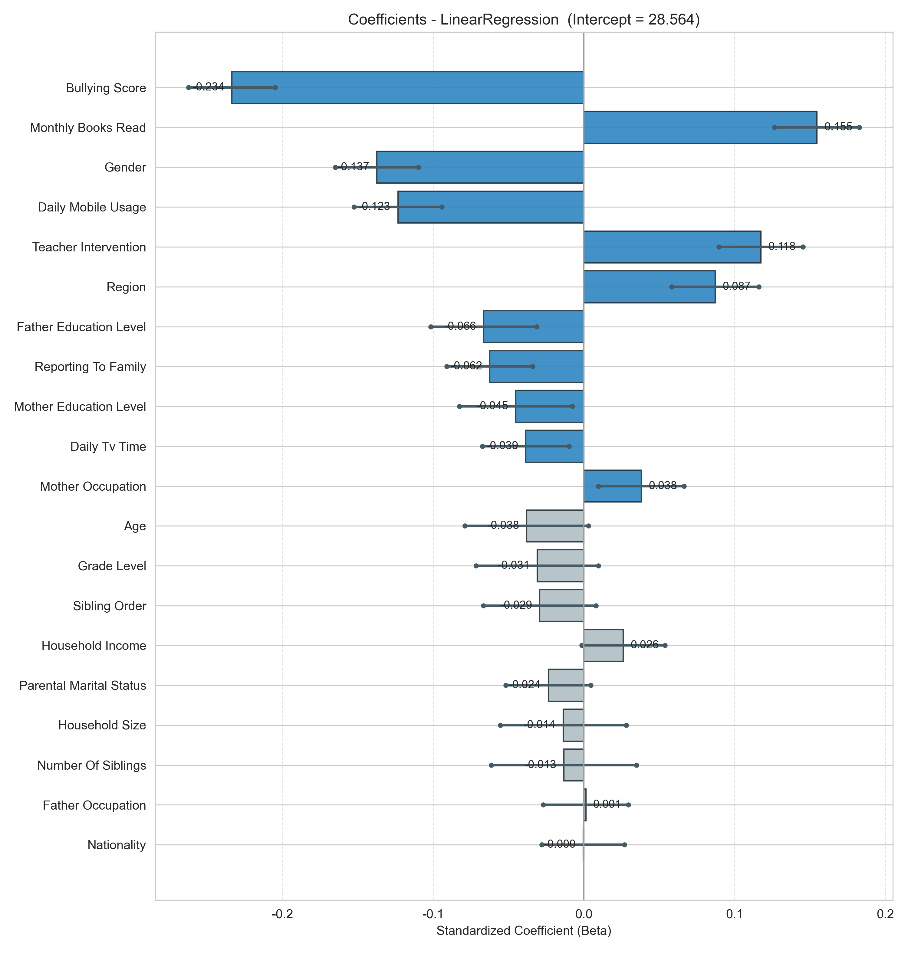 Coefficients - LinearRegression (Intercept = 28.564)
Bullying Score -0.234
Monthly Books Read 0.155
Gender -0.137
Daily Mobile Usage -0.123
Teacher Intervention 0.118
Region 0.087
Father Education Level -0.066
Reporting To Family -0.062
Mother Education Level -0.045
Daily Tv Time -0.039
Mother Occupation 0.038
Age -0.038
Grade Level -0.031
Sibling Order -0.029
Household Income 0.026
Parental Marital Status -0.024
Household Size -0.014
Number Of Siblings -0.013
Father Occupation 0.001
Nationality -0.000
-0.2 -0.1 0.0 0.1 0.2
Standardized Coefficient (Beta)